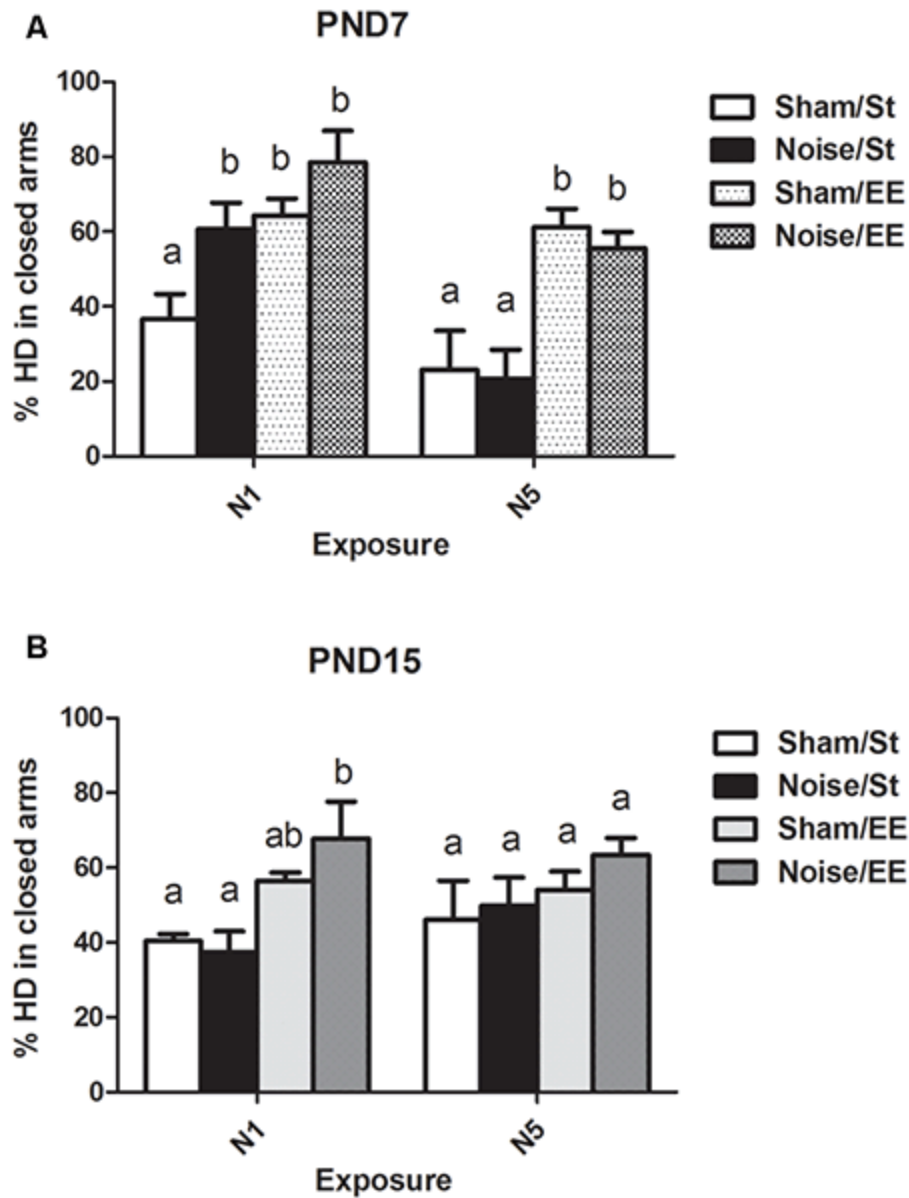 A
PND7
% HD in closed arms
100
80
60
40
20
0
a
b
b
b
a
a
b
b
N1
N5
Exposure
Sham/St
Noise/St
Sham/EE
Noise/EE
B
PND15
% HD in closed arms
100
80
60
40
20
0
a
a
ab
b
a
a
a
a
N1
N5
Exposure
Sham/St
Noise/St
Sham/EE
Noise/EE